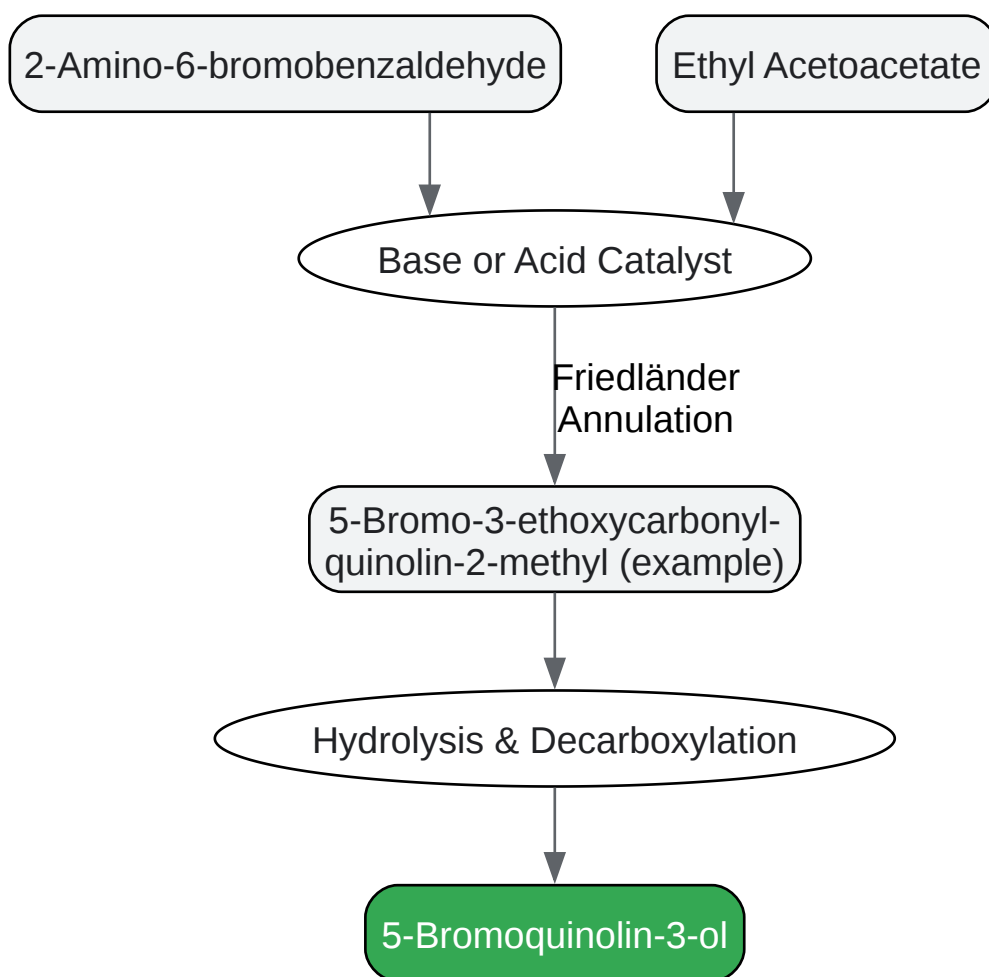 2-Amino-6-bromobenzaldehyde
Ethyl Acetoacetate
Base or Acid Catalyst
Friedländer
Annulation
5-Bromo-3-ethoxycarbonyl-
quinolin-2-methyl (example)
Hydrolysis & Decarboxylation
5-Bromoquinolin-3-ol